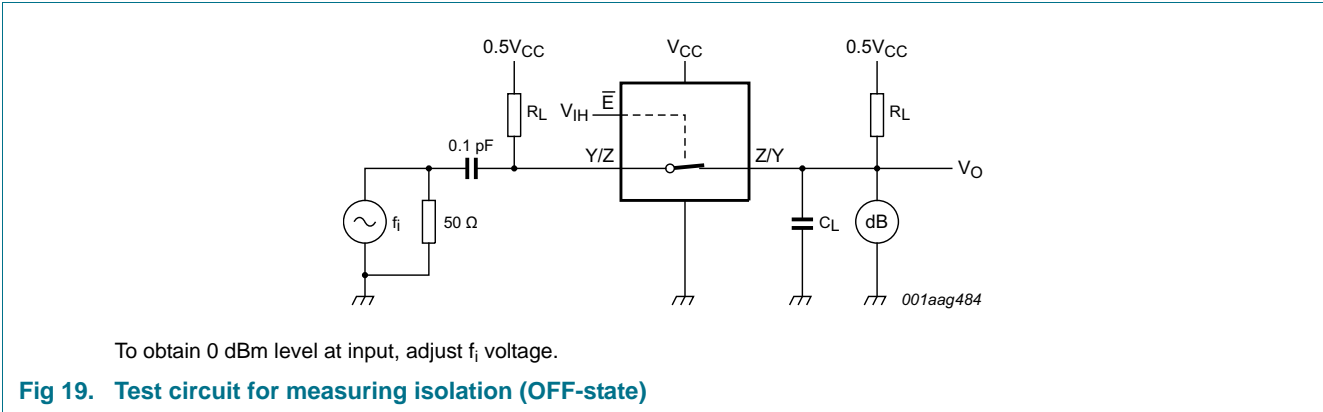 0.5VCC
VCC
0.5VCC
RL
E̅
VIH
RL
0.1 pF
Y/Z
Z/Y
VO
fi
50 Ω
CL
dB
001aag484
To obtain 0 dBm level at input, adjust fi voltage.
Fig 19. Test circuit for measuring isolation (OFF-state)